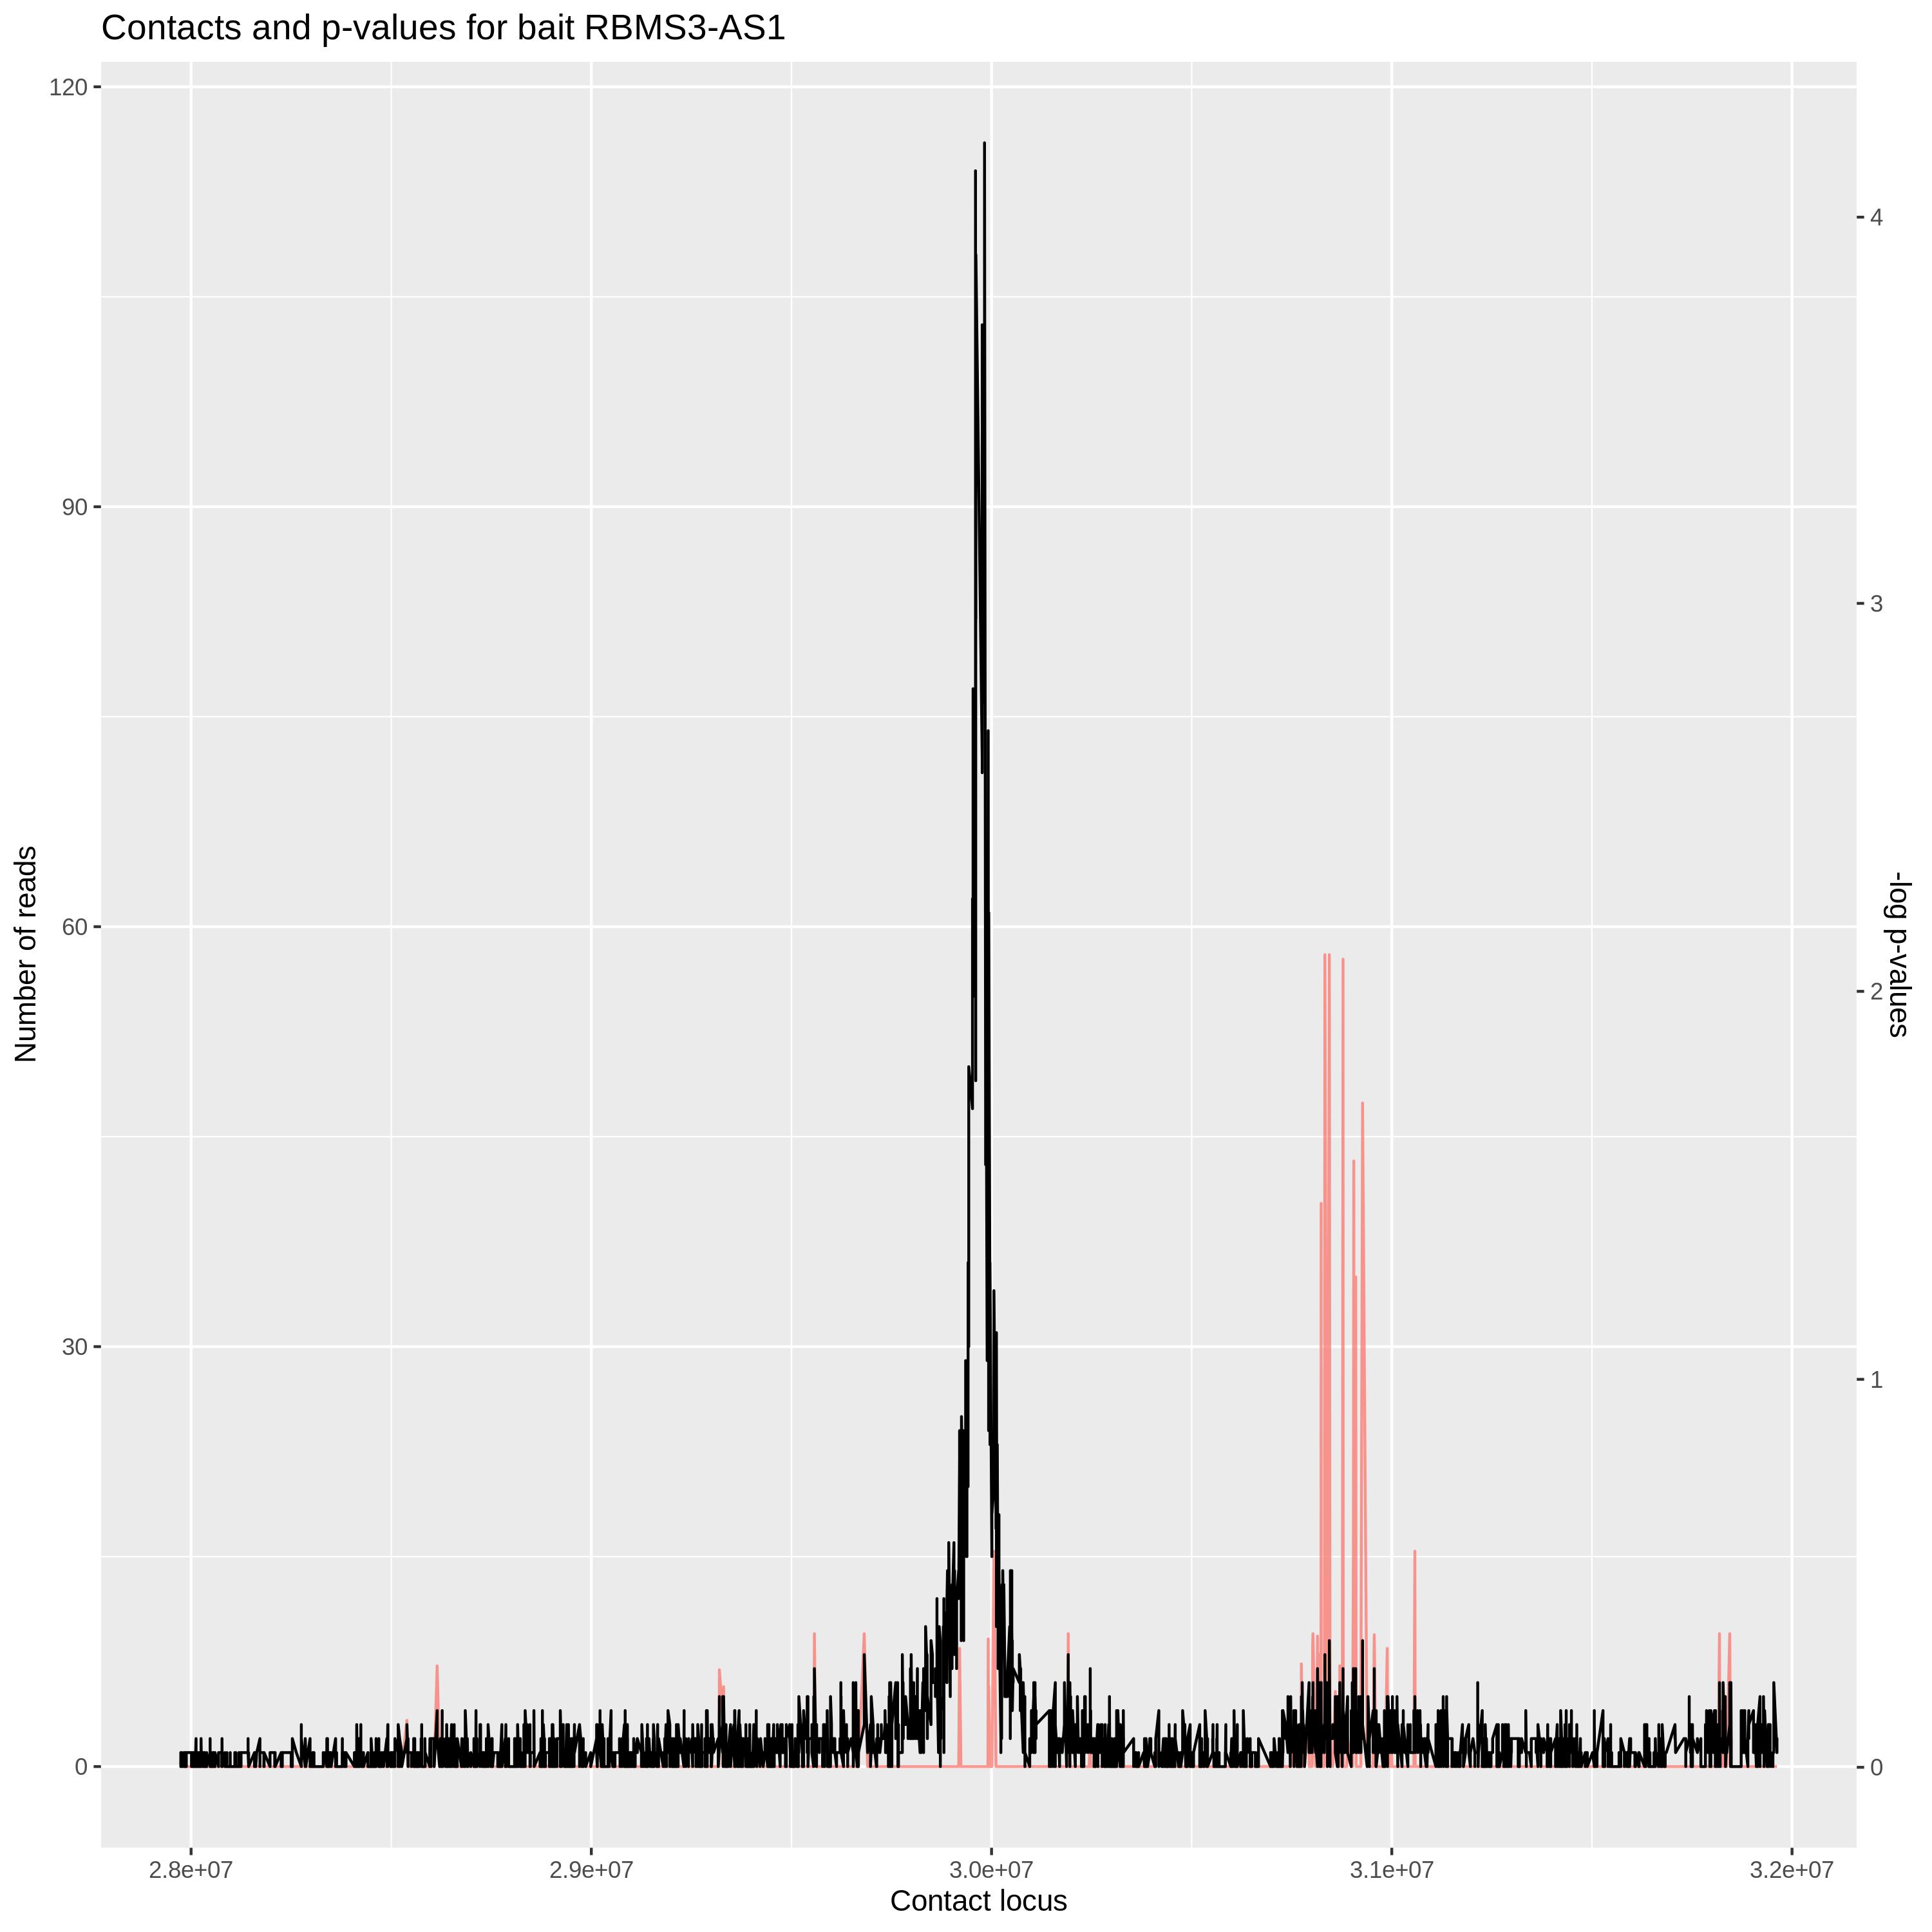 Contacts and p-values for bait RBMS3-AS1
120
90
60
30
0
Number of reads
4
3
2
1
0
-log p-values
2.8e+07
2.9e+07
3.0e+07
3.1e+07
3.2e+07
Contact locus